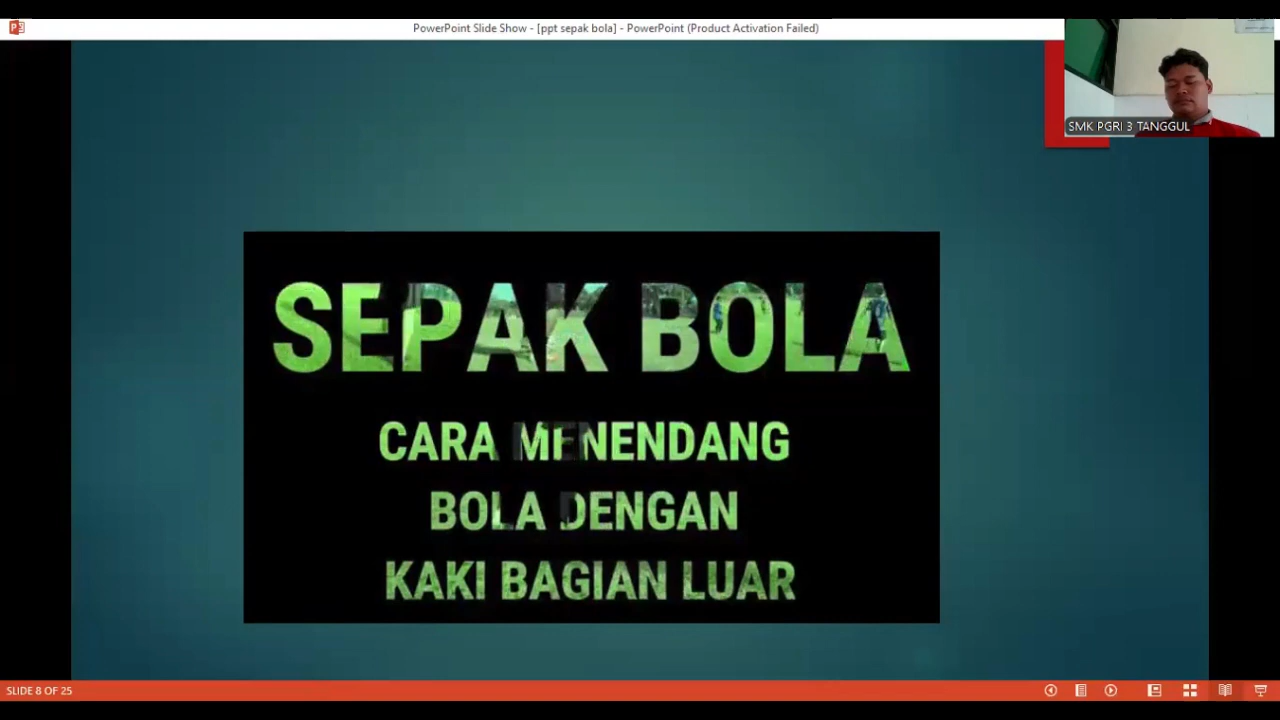 PowerPoint Slide Show - [ppt sepak bola] - PowerPoint (Product Activation Failed)
SMK PGRI 3 TANGGUL
SEPAK BOLA
CARA MENENDANG
BOLA DENGAN
KAKI BAGIAN LUAR
SLIDE 8 OF 25